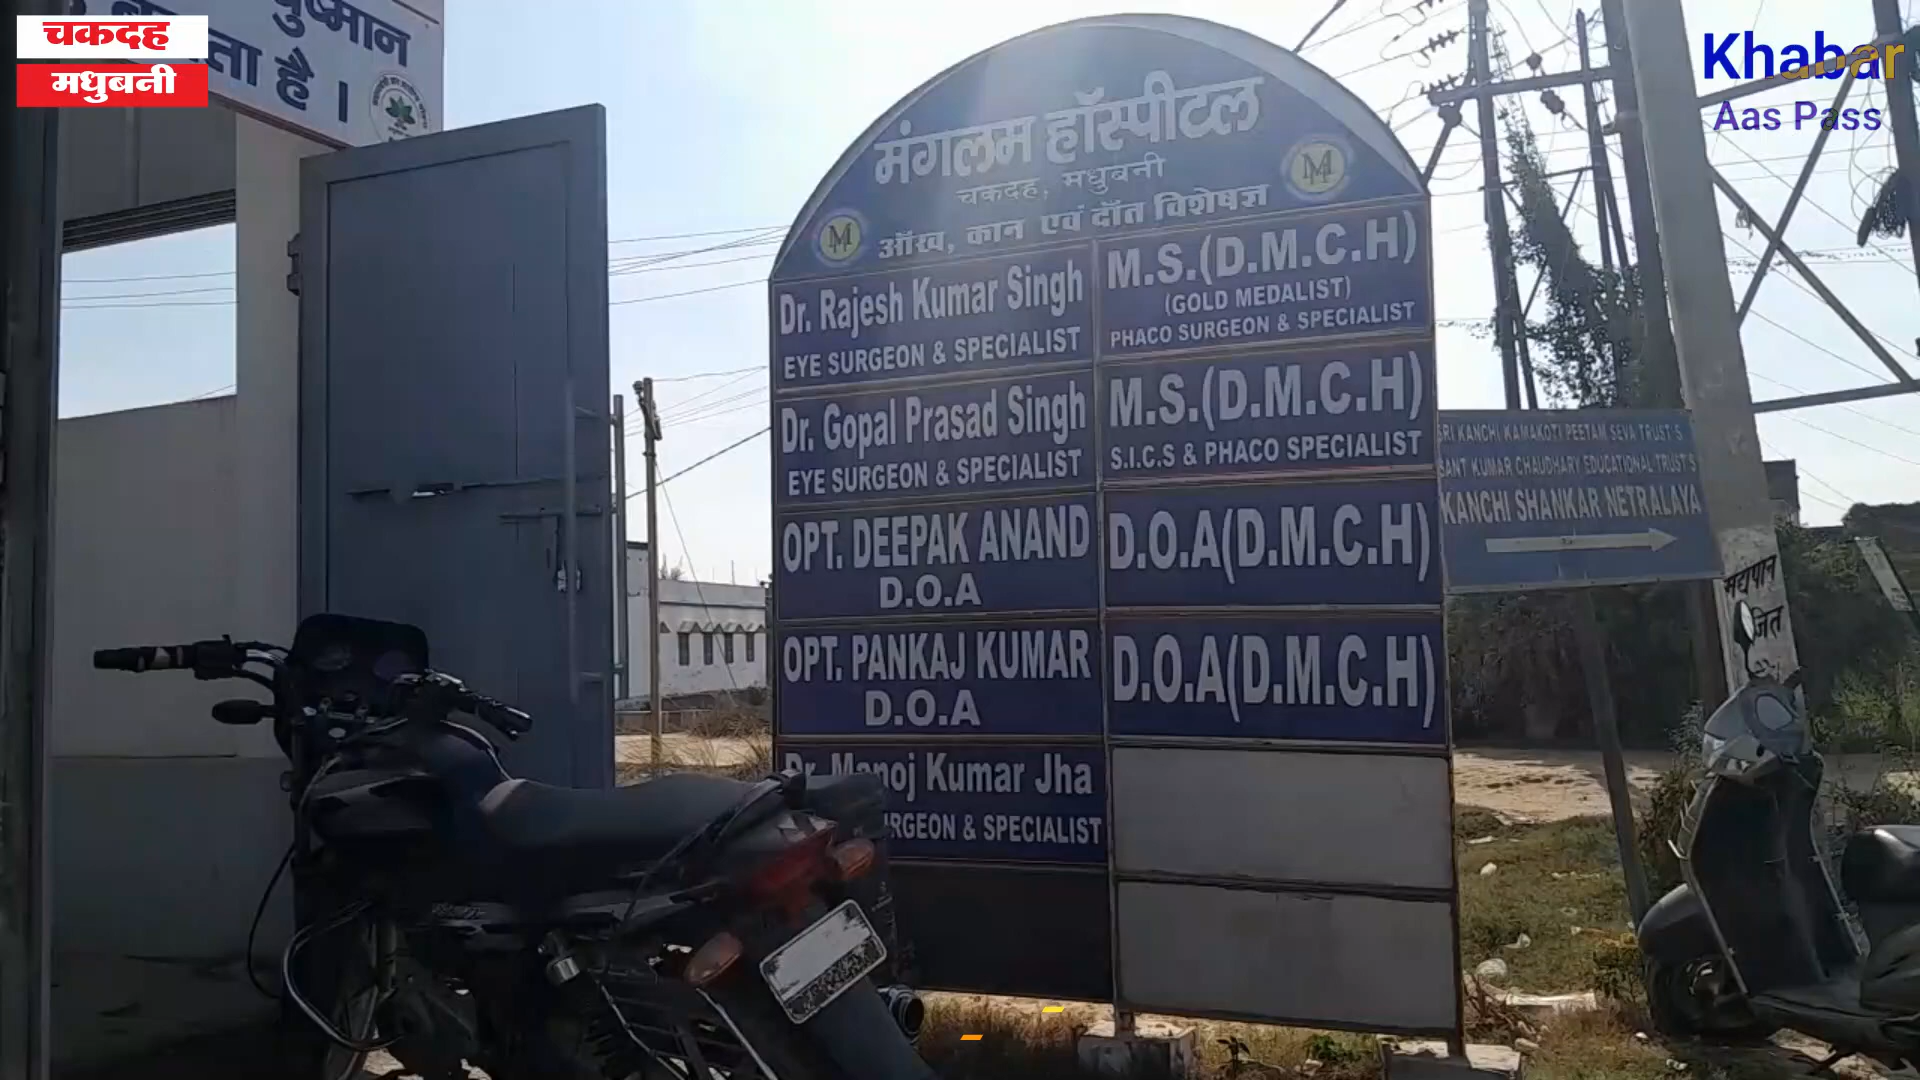 चकदह
मधुबनी
Khabar
Aas Pass
है ।
मंगलम हॉस्पीटल
चकदह, मधुबनी
आँख, कान एवं दाँत विशेषज्ञ
M
M
Dr. Rajesh Kumar Singh
EYE SURGEON & SPECIALIST
M.S.(D.M.C.H)
(GOLD MEDALIST)
PHACO SURGEON & SPECIALIST
Dr. Gopal Prasad Singh
EYE SURGEON & SPECIALIST
M.S.(D.M.C.H)
S.I.C.S & PHACO SPECIALIST
OPT. DEEPAK ANAND
D.O.A
D.O.A(D.M.C.H)
OPT. PANKAJ KUMAR
D.O.A
D.O.A(D.M.C.H)
Dr. Manoj Kumar Jha
SPECIALIST
SRI KANCHI KAMAKOTI PEETAM SEVA TRUST'S
SANT KUMAR CHAUDHARY EDUCATIONAL TRUST'S
KANCHI SHANKAR NETRALAYA
मद्यपान